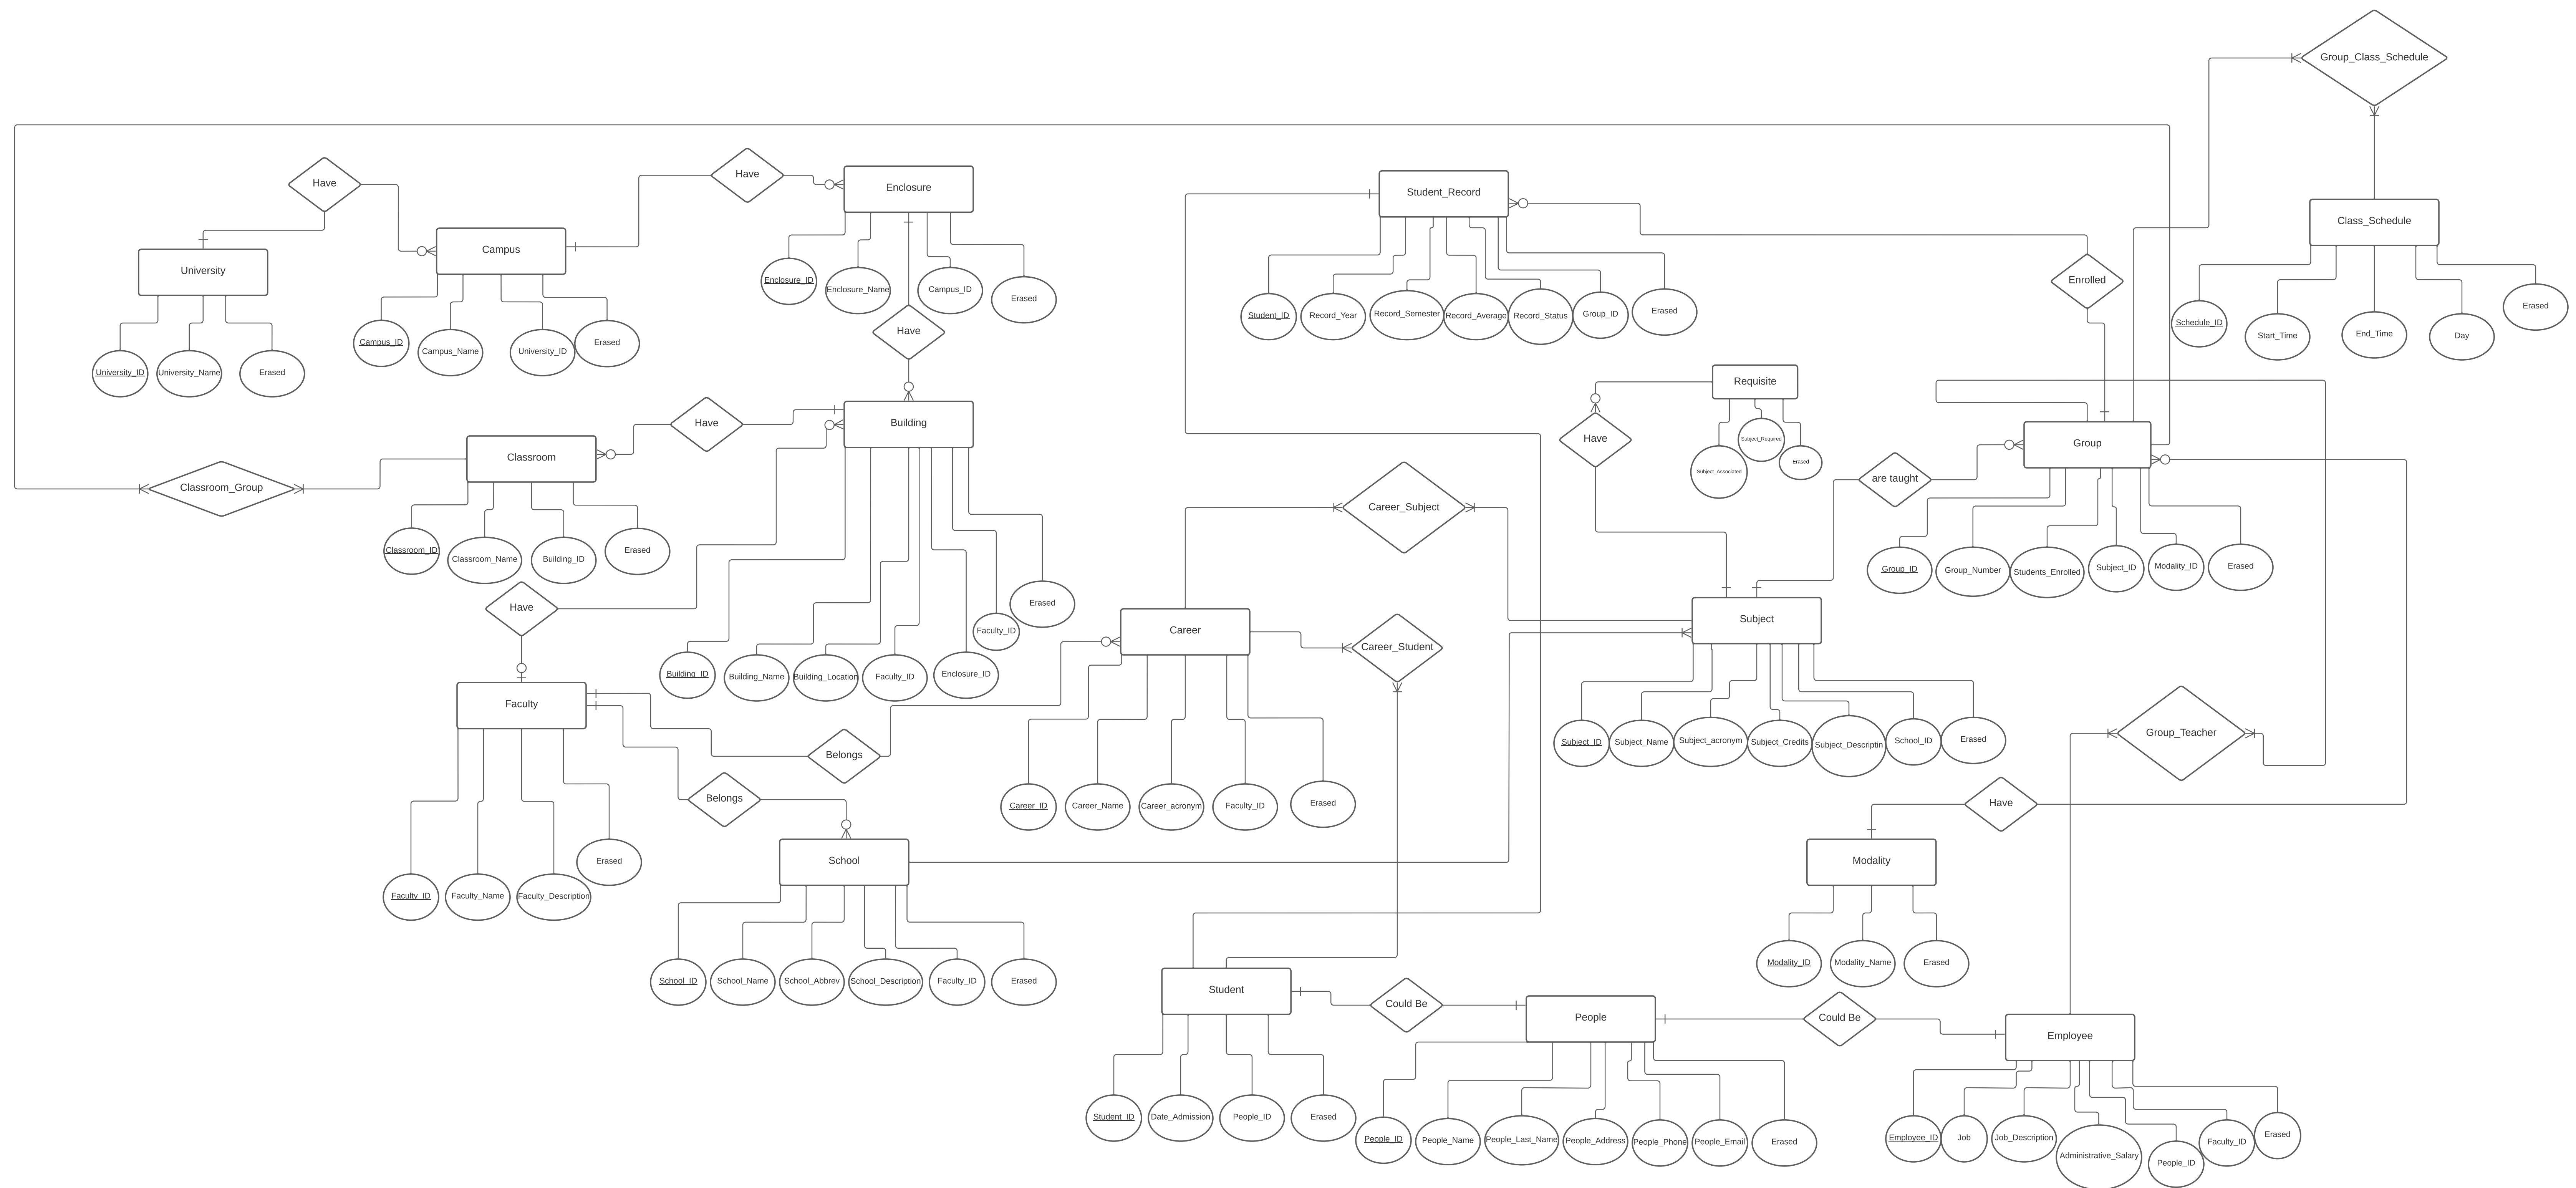 Group_Class_Schedule
Have
Have
Enclosure
Student_Record
Class_Schedule
Campus
University
Enclosure_ID
Enclosure_Name
Campus_ID
Erased
Student_ID
Record_Year
Record_Semester
Record_Average
Record_Status
Group_ID
Erased
Enrolled
Schedule_ID
Start_Time
End_Time
Day
Erased
Campus_ID
Campus_Name
University_ID
Erased
University_ID
University_Name
Erased
Have
Requisite
Subject_Associated
Subject_Required
Erased
Have
Building
Have
Group
Classroom
Classroom_Group
Career_Subject
are taught
Classroom_ID
Classroom_Name
Building_ID
Erased
Group_ID
Group_Number
Students_Enrolled
Subject_ID
Modality_ID
Erased
Have
Erased
Faculty_ID
Building_ID
Building_Name
Building_Location
Faculty_ID
Enclosure_ID
Career
Career_Student
Subject
Faculty
Belongs
Belongs
Subject_ID
Subject_Name
Subject_acronym
Subject_Credits
Subject_Descriptin
School_ID
Erased
Group_Teacher
Career_ID
Career_Name
Career_acronym
Faculty_ID
Erased
Have
School
Modality
Faculty_ID
Faculty_Name
Faculty_Description
Erased
School_ID
School_Name
School_Abbrev
School_Description
Faculty_ID
Erased
Modality_ID
Modality_Name
Erased
Student
Could Be
People
Could Be
Employee
Student_ID
Date_Admission
People_ID
Erased
People_ID
People_Name
People_Last_Name
People_Address
People_Phone
People_Email
Erased
Employee_ID
Job
Job_Description
Administrative_Salary
People_ID
Faculty_ID
Erased